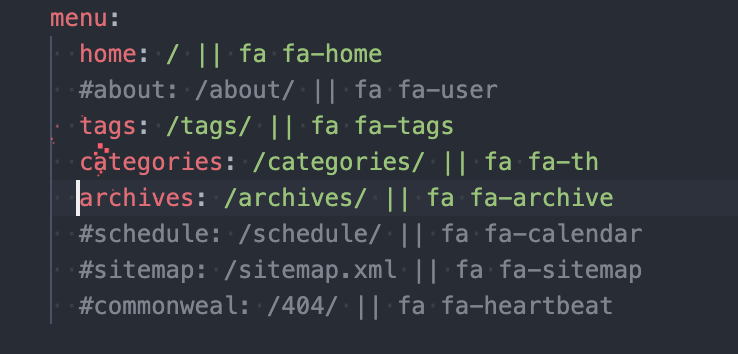 menu:
  home: / || fa fa-home
  #about: /about/ || fa fa-user
  tags: /tags/ || fa fa-tags
  categories: /categories/ || fa fa-th
  archives: /archives/ || fa fa-archive
  #schedule: /schedule/ || fa fa-calendar
  #sitemap: /sitemap.xml || fa fa-sitemap
  #commonweal: /404/ || fa fa-heartbeat